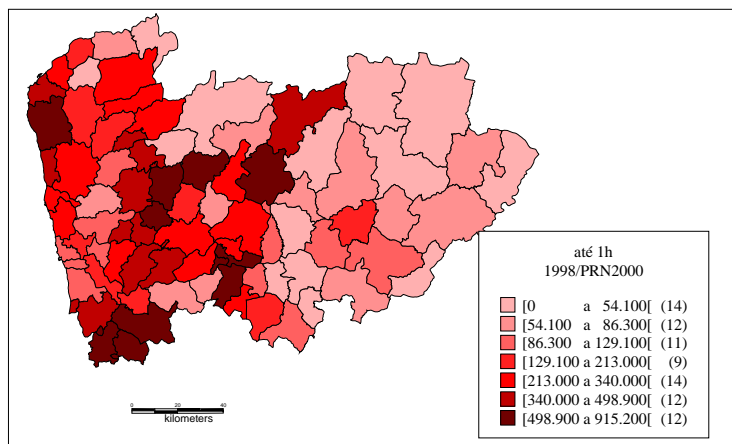 até 1h
1998/PRN2000
[0 a 54.100[ (14)
[54.100 a 86.300[ (12)
[86.300 a 129.100[ (11)
[129.100 a 213.000[ (9)
[213.000 a 340.000[ (14)
[340.000 a 498.900[ (12)
[498.900 a 915.200[ (12)
0 20 40
kilometers